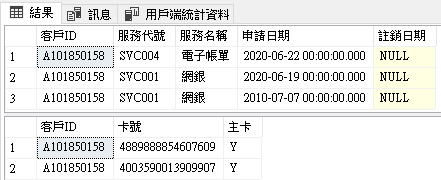 結果 訊息 用戶端統計資料
客戶ID 服務代號 服務名稱 申請日期 註銷日期
1 A101850158 SVC004 電子帳單 2020-06-22 00:00:00.000 NULL
2 A101850158 SVC001 網銀 2020-06-19 00:00:00.000 NULL
3 A101850158 SVC001 網銀 2010-07-07 00:00:00.000 NULL
客戶ID 卡號 主卡
1 A101850158 4889888854607609 Y
2 A101850158 4003590013909907 Y